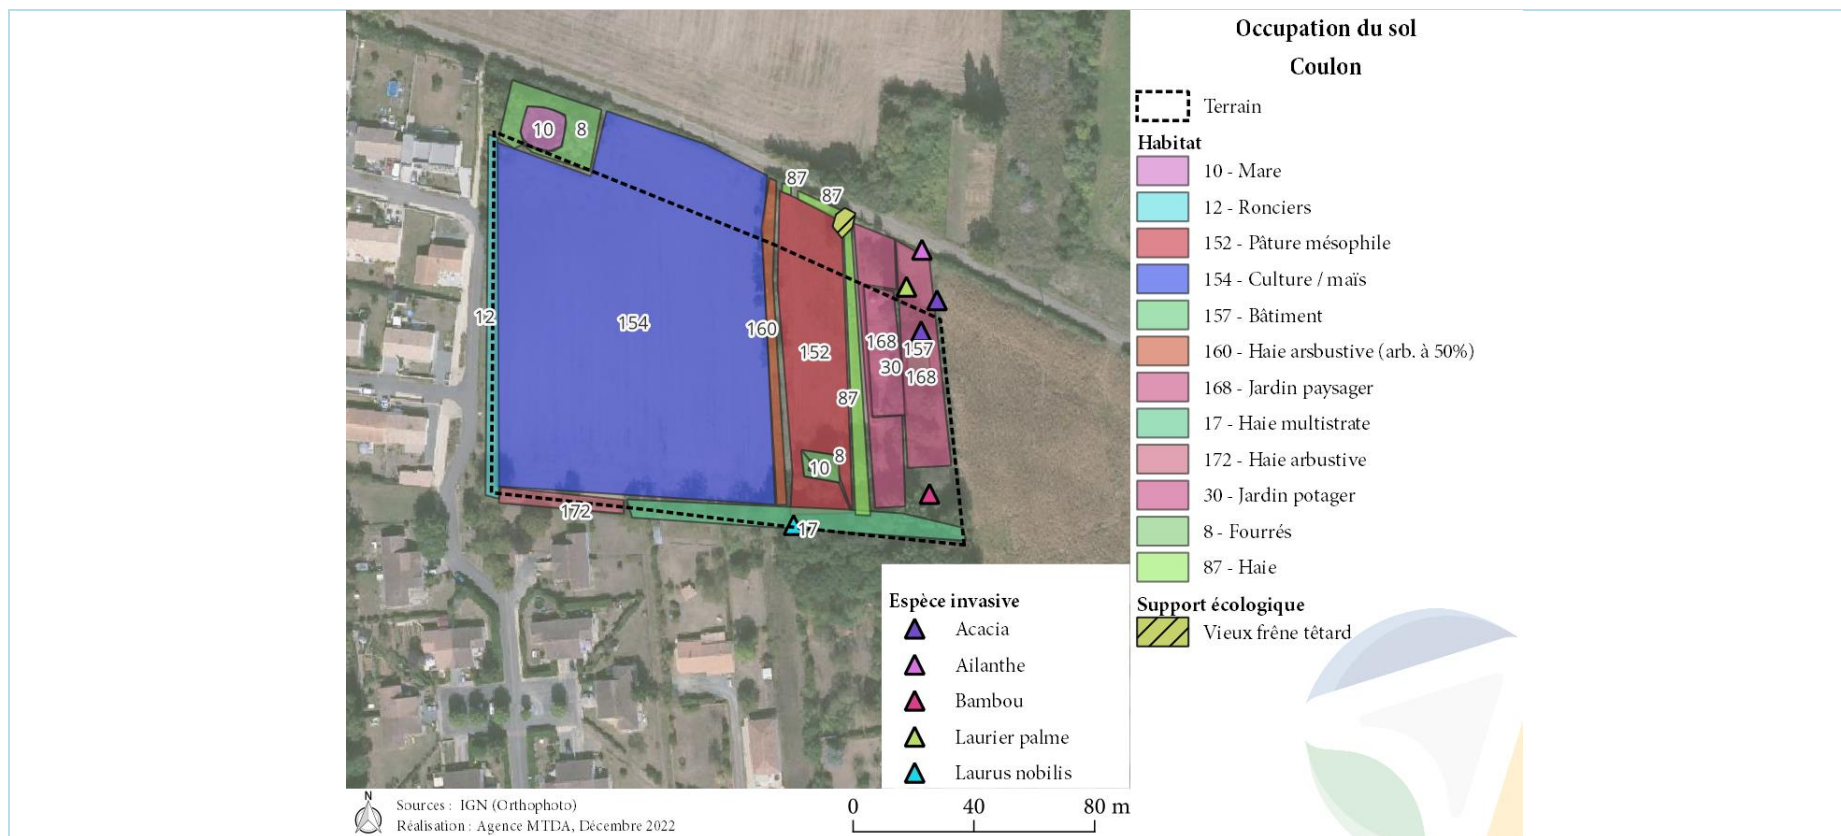 Occupation du sol
Coulon
Terrain
Habitat
10 - Mare
12 - Ronciers
152 - Pâture mésophile
154 - Culture / maïs
157 - Bâtiment
160 - Haie arsbustive (arb. à 50%)
168 - Jardin paysager
17 - Haie multistrate
172 - Haie arbustive
30 - Jardin potager
8 - Fourrés
87 - Haie
Support écologique
Vieux frêne têtard
10
8
87
87
12
154
160
152
168
157
30
168
87
8
10
172
17
Espèce invasive
Acacia
Ailanthe
Bambou
Laurier palme
Laurus nobilis
N
Sources : IGN (Orthophoto)
Réalisation : Agence MTDA, Décembre 2022
0 40 80 m